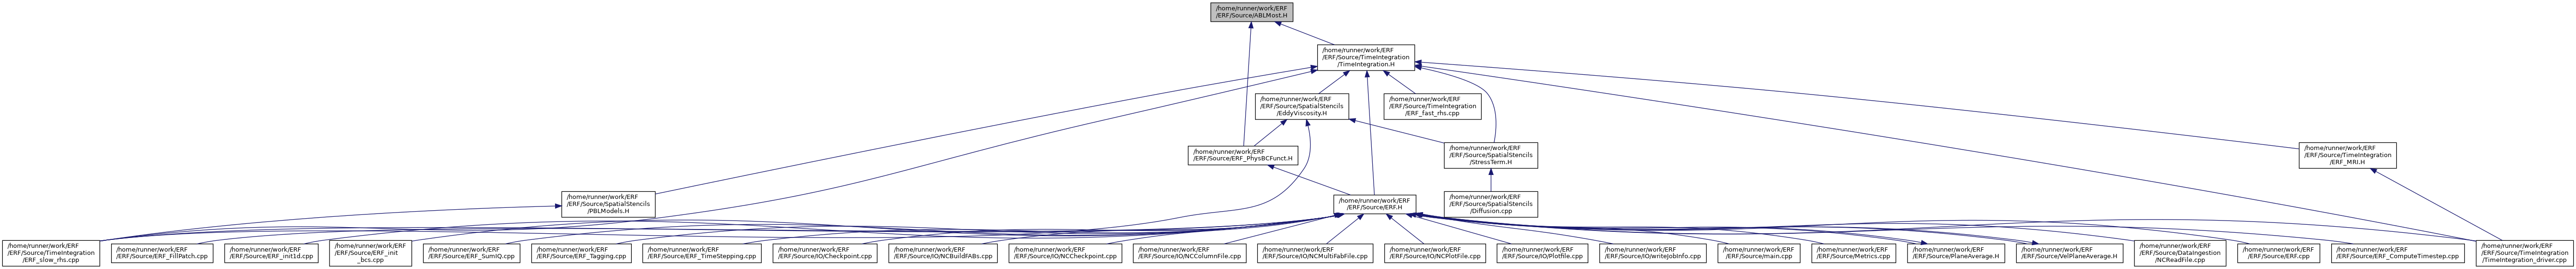 /home/runner/work/ERF
/ERF/Source/ABLMost.H
/home/runner/work/ERF
/ERF/Source/TimeIntegration
/TimeIntegration.H
/home/runner/work/ERF
/ERF/Source/SpatialStencils
/EddyViscosity.H
/home/runner/work/ERF
/ERF/Source/TimeIntegration
/ERF_fast_rhs.cpp
/home/runner/work/ERF
/ERF/Source/ERF_PhysBCFunct.H
/home/runner/work/ERF
/ERF/Source/SpatialStencils
/StressTerm.H
/home/runner/work/ERF
/ERF/Source/TimeIntegration
/ERF_MRI.H
/home/runner/work/ERF
/ERF/Source/SpatialStencils
/PBLModels.H
/home/runner/work/ERF
/ERF/Source/ERF.H
/home/runner/work/ERF
/ERF/Source/SpatialStencils
/Diffusion.cpp
/home/runner/work/ERF
/ERF/Source/TimeIntegration
/ERF_slow_rhs.cpp
/home/runner/work/ERF
/ERF/Source/ERF_FillPatch.cpp
/home/runner/work/ERF
/ERF/Source/ERF_init1d.cpp
/home/runner/work/ERF
/ERF/Source/ERF_init
_bcs.cpp
/home/runner/work/ERF
/ERF/Source/ERF_SumIQ.cpp
/home/runner/work/ERF
/ERF/Source/ERF_Tagging.cpp
/home/runner/work/ERF
/ERF/Source/ERF_TimeStepping.cpp
/home/runner/work/ERF
/ERF/Source/IO/Checkpoint.cpp
/home/runner/work/ERF
/ERF/Source/IO/NCBuildFABs.cpp
/home/runner/work/ERF
/ERF/Source/IO/NCCheckpoint.cpp
/home/runner/work/ERF
/ERF/Source/IO/NCColumnFile.cpp
/home/runner/work/ERF
/ERF/Source/IO/NCMultiFabFile.cpp
/home/runner/work/ERF
/ERF/Source/IO/NCPlotFile.cpp
/home/runner/work/ERF
/ERF/Source/IO/Plotfile.cpp
/home/runner/work/ERF
/ERF/Source/IO/writeJobInfo.cpp
/home/runner/work/ERF
/ERF/Source/main.cpp
/home/runner/work/ERF
/ERF/Source/Metrics.cpp
/home/runner/work/ERF
/ERF/Source/PlaneAverage.H
/home/runner/work/ERF
/ERF/Source/VelPlaneAverage.H
/home/runner/work/ERF
/ERF/Source/DataIngestion
/NCReadFile.cpp
/home/runner/work/ERF
/ERF/Source/ERF.cpp
/home/runner/work/ERF
/ERF/Source/ERF_ComputeTimestep.cpp
/home/runner/work/ERF
/ERF/Source/TimeIntegration
/TimeIntegration_driver.cpp